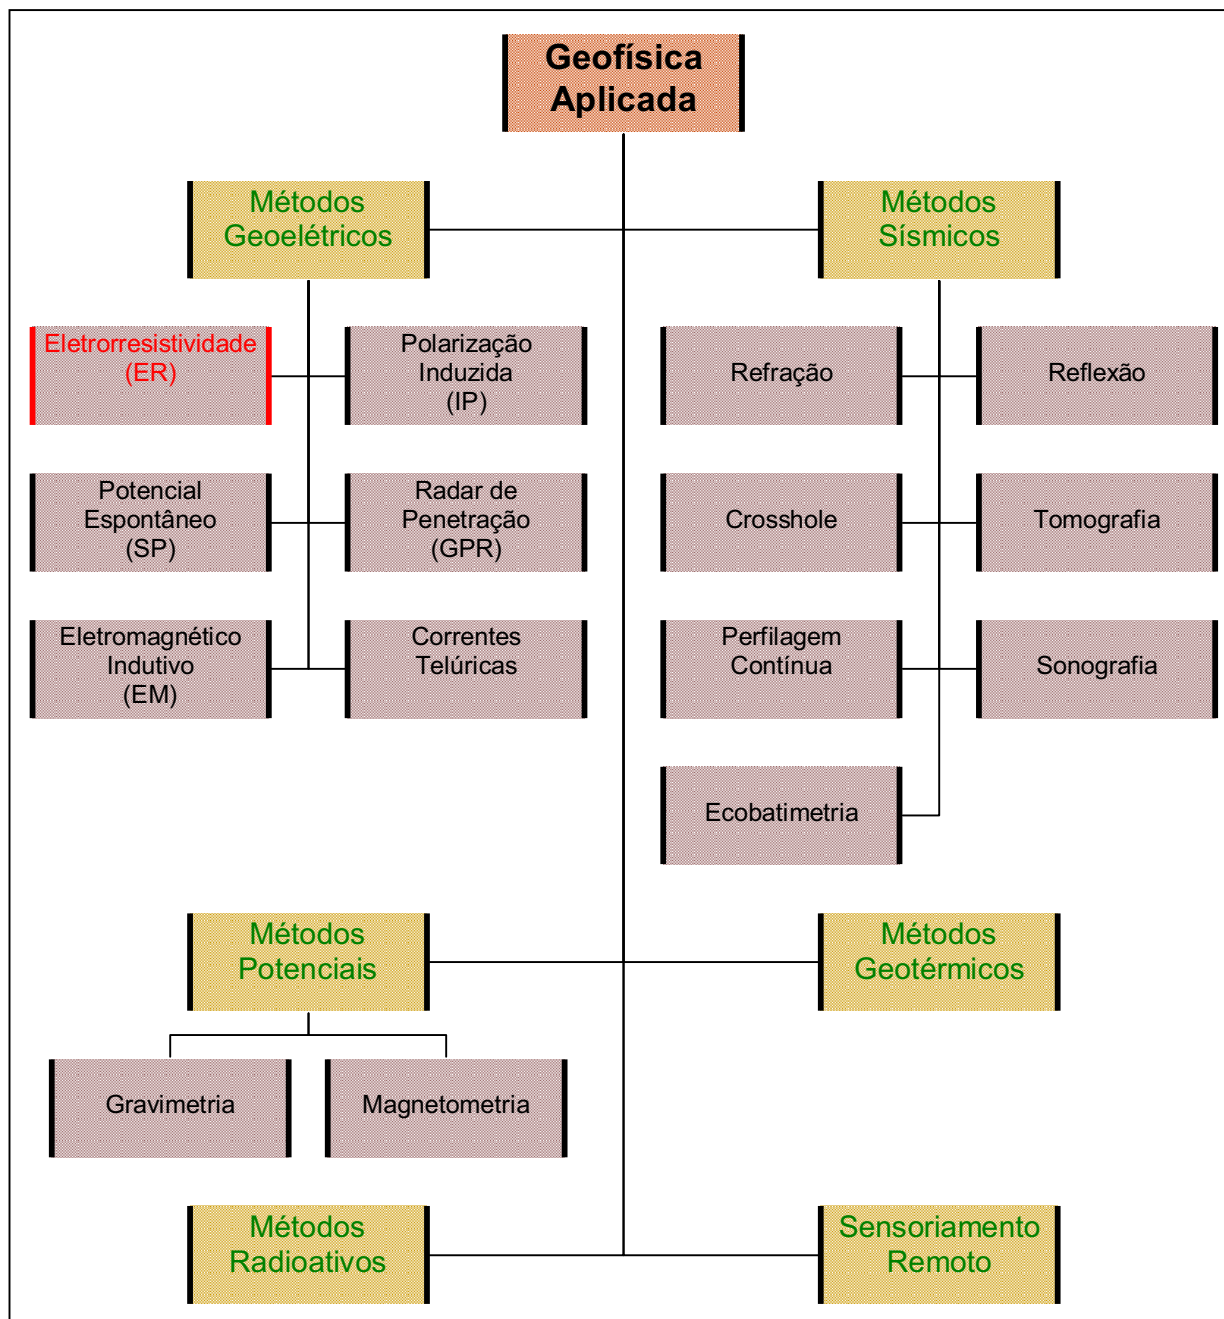 Geofísica
Aplicada
Métodos
Geoelétricos
Métodos
Sísmicos
Eletrorresistividade
(ER)
Polarização
Induzida
(IP)
Refração
Reflexão
Potencial
Espontâneo
(SP)
Radar de
Penetração
(GPR)
Crosshole
Tomografia
Eletromagnético
Indutivo
(EM)
Correntes
Telúricas
Perfilagem
Contínua
Sonografia
Ecobatimetria
Métodos
Potenciais
Métodos
Geotérmicos
Gravimetria
Magnetometria
Métodos
Radioativos
Sensoriamento
Remoto